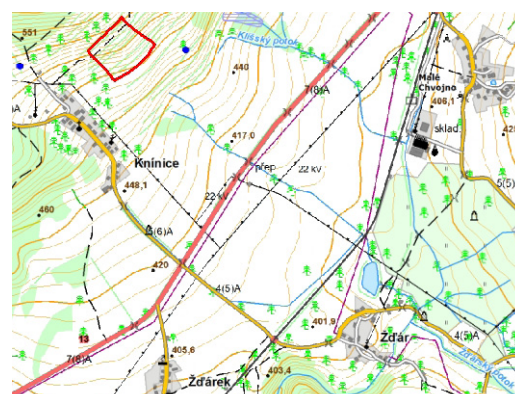 551
Klíšský potok
440
7(8)A
Malé
Chvojno
406,1
417,0
sklad
Knínice
přep.
22 kV
22 kV
448,1
5(5)
460
(6)A
420
4(5)A
401,9
13
Žďár
4(5)A
7(8)A
405,6
Žďárský potok
Žďárek
403,4